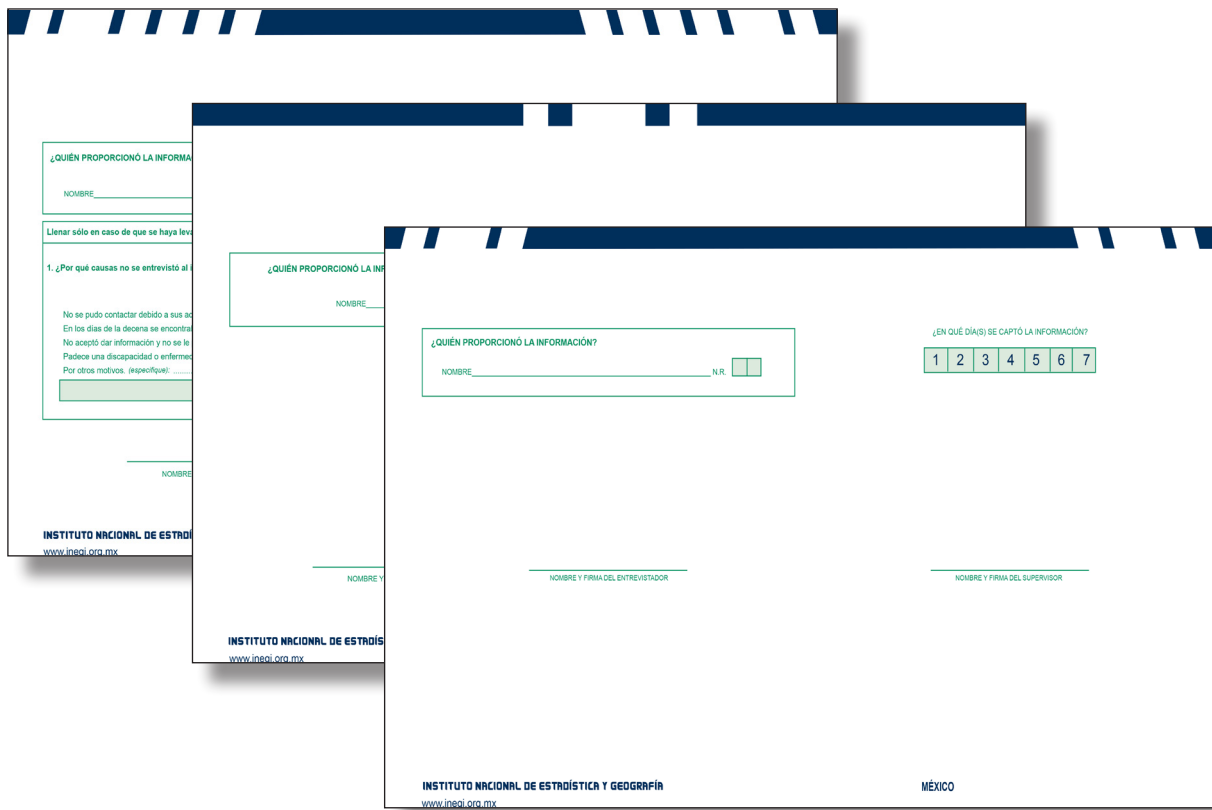 ¿QUIÉN PROPORCIONÓ LA INFORMA
NOMBRE
Llenar sólo en caso de que se haya leva
1. ¿Por qué causas no se entrevistó al i
No se pudo contactar debido a sus ac
En los días de la decena se encontra
No aceptó dar información y no se le
Padece una discapacidad o enfermed
Por otros motivos. (especifique): ........
NOMBRE
INSTITUTO NACIONAL DE ESTADÍ
www.inegi.org.mx
¿QUIÉN PROPORCIONÓ LA INF
NOMBRE
NOMBRE Y
INSTITUTO NACIONAL DE ESTADÍS
www.inegi.org.mx
¿QUIÉN PROPORCIONÓ LA INFORMACIÓN?
NOMBRE N.R.
¿EN QUÉ DÍA(S) SE CAPTÓ LA INFORMACIÓN?
1 2 3 4 5 6 7
NOMBRE Y FIRMA DEL ENTREVISTADOR
NOMBRE Y FIRMA DEL SUPERVISOR
INSTITUTO NACIONAL DE ESTADÍSTICA Y GEOGRAFÍA
MÉXICO
www.inegi.org.mx